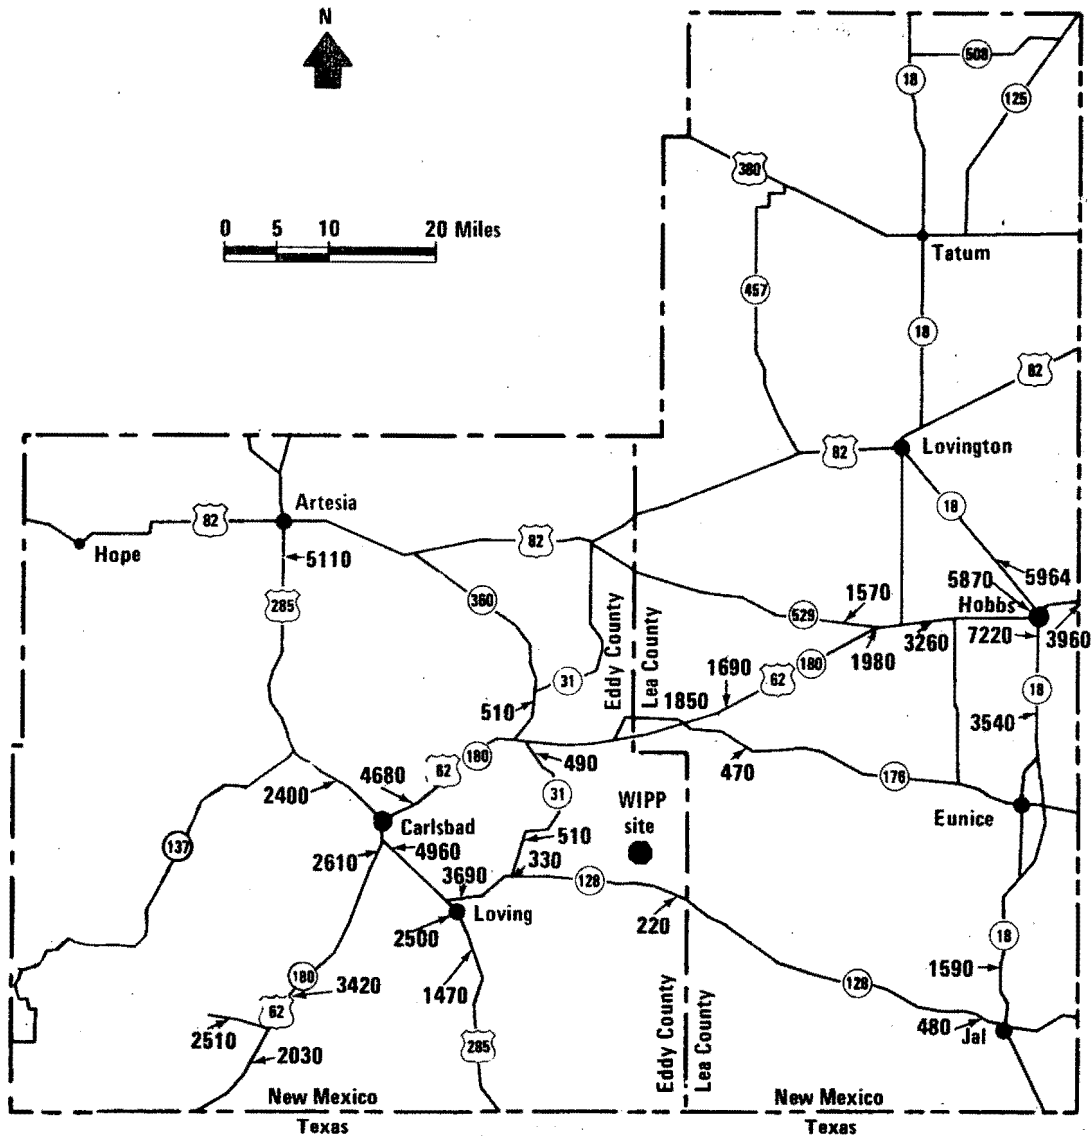 N
508
18
125
380
0 5 10 20 Miles
Tatum
457
18
82
82
Lovington
Artesia
82
18
82
Hope
5110
5964
5870
1570
285
360
Hobbs
529
7220
3960
3260
1980
Eddy County
Lea County
1690
180
62
31
18
1850
510
3540
180
490
470
62
4680
176
2400
31
WIPP
site
Carlsbad
Eunice
510
137
4960
2610
330
3690
128
Loving
220
2500
18
1590
180
3420
1470
128
62
2510
480
Jal
285
2030
Eddy County
Lea County
New Mexico
New Mexico
Texas
Texas